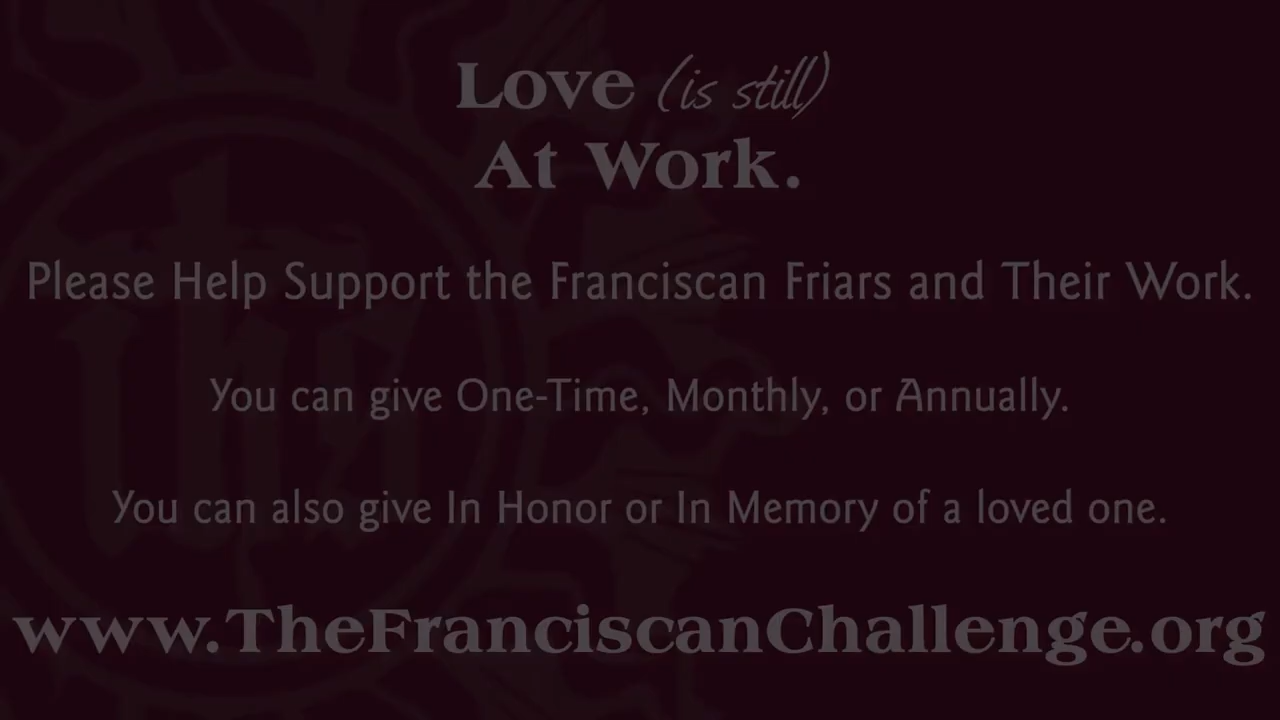 Love (is still)
At Work.
Please Help Support the Franciscan Friars and Their Work.
You can give One-Time, Monthly, or Annually.
You can also give In Honor or In Memory of a loved one.
www.TheFranciscanChallenge.org